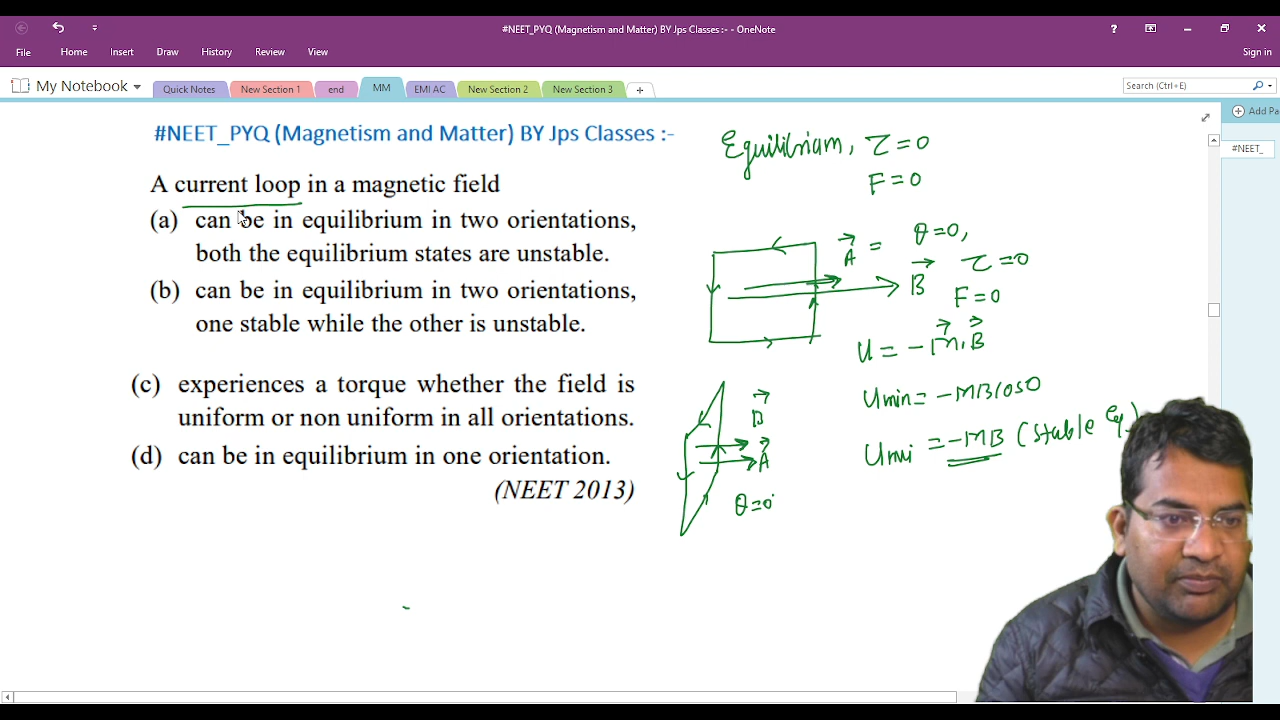 #NEET_PYQ (Magnetism and Matter) BY Jps Classes :- - OneNote
?
Sign in
File Home Insert Draw History Review View
My Notebook
Quick Notes New Section 1 end MM EMI AC New Section 2 New Section 3 +
Search (Ctrl+E)
Add Pa
#NEET_
#NEET_PYQ (Magnetism and Matter) BY Jps Classes :-
A current loop in a magnetic field
(a) can be in equilibrium in two orientations,
both the equilibrium states are unstable.
(b) can be in equilibrium in two orientations,
one stable while the other is unstable.
(c) experiences a torque whether the field is
uniform or non uniform in all orientations.
(d) can be in equilibrium in one orientation.
(NEET 2013)
Equilibrium, τ = 0
F = 0
A⃗ = θ = 0,
B⃗ τ = 0
F = 0
U = - M⃗.B⃗
Umin = - MB cos 0
Umi = - MB (Stable Eq.)
B⃗
A⃗
θ = 0°